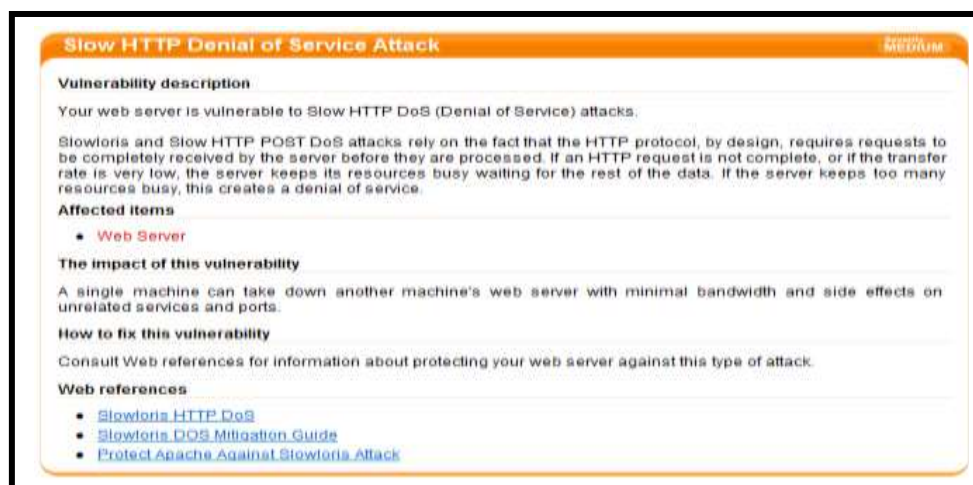 Slow HTTP Denial of Service Attack
Severity
MEDIUM
Vulnerability description
Your web server is vulnerable to Slow HTTP DoS (Denial of Service) attacks.
Slowloris and Slow HTTP POST DoS attacks rely on the fact that the HTTP protocol, by design, requires requests to
be completely received by the server before they are processed. If an HTTP request is not complete, or if the transfer
rate is very low, the server keeps its resources busy waiting for the rest of the data. If the server keeps too many
resources busy, this creates a denial of service.
Affected items
• Web Server
The impact of this vulnerability
A single machine can take down another machine's web server with minimal bandwidth and side effects on
unrelated services and ports.
How to fix this vulnerability
Consult Web references for information about protecting your web server against this type of attack.
Web references
• Slowloris HTTP DoS
• Slowloris DOS Mitigation Guide
• Protect Apache Against Slowloris Attack